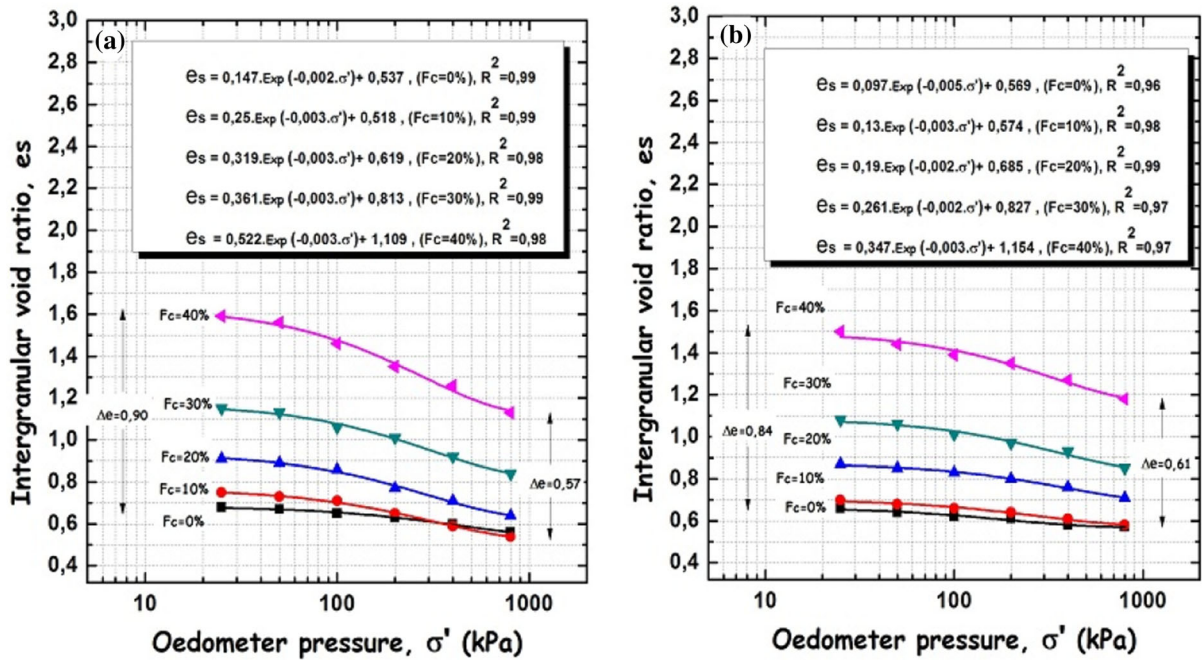 (a)
e_s = 0,147.Exp (-0,002.σ')+ 0,537 , (Fc=0%), R²=0,99
e_s = 0,25.Exp (-0,003.σ')+ 0,518 , (Fc=10%), R²=0,99
e_s = 0,319.Exp (-0,003.σ')+ 0,619 , (Fc=20%), R²=0,98
e_s = 0,361.Exp (-0,003.σ')+ 0,813 , (Fc=30%), R²=0,99
e_s = 0,522.Exp (-0,003.σ')+ 1,109 , (Fc=40%), R²=0,98
Intergranular void ratio, es
3,0
2,8
2,6
2,4
2,2
2,0
1,8
1,6
1,4
1,2
1,0
0,8
0,6
0,4
Fc=40%
Fc=30%
Δe=0,90
Fc=20%
Fc=10%
Δe=0,57
Fc=0%
10
100
1000
Oedometer pressure, σ' (kPa)
(b)
e_s = 0,097.Exp (-0,005.σ')+ 0,569 , (Fc=0%), R²=0,96
e_s = 0,13.Exp (-0,003.σ')+ 0,574 , (Fc=10%), R²=0,98
e_s = 0,19.Exp (-0,002.σ')+ 0,685 , (Fc=20%), R²=0,99
e_s = 0,261.Exp (-0,002.σ')+ 0,827 , (Fc=30%), R²=0,97
e_s = 0,347.Exp (-0,003.σ')+ 1,154 , (Fc=40%), R²=0,97
Intergranular void ratio, es
3,0
2,8
2,6
2,4
2,2
2,0
1,8
1,6
1,4
1,2
1,0
0,8
0,6
0,4
Fc=40%
Fc=30%
Δe=0,84
Fc=20%
Δe=0,61
Fc=10%
Fc=0%
10
100
1000
Oedometer pressure, σ' (kPa)